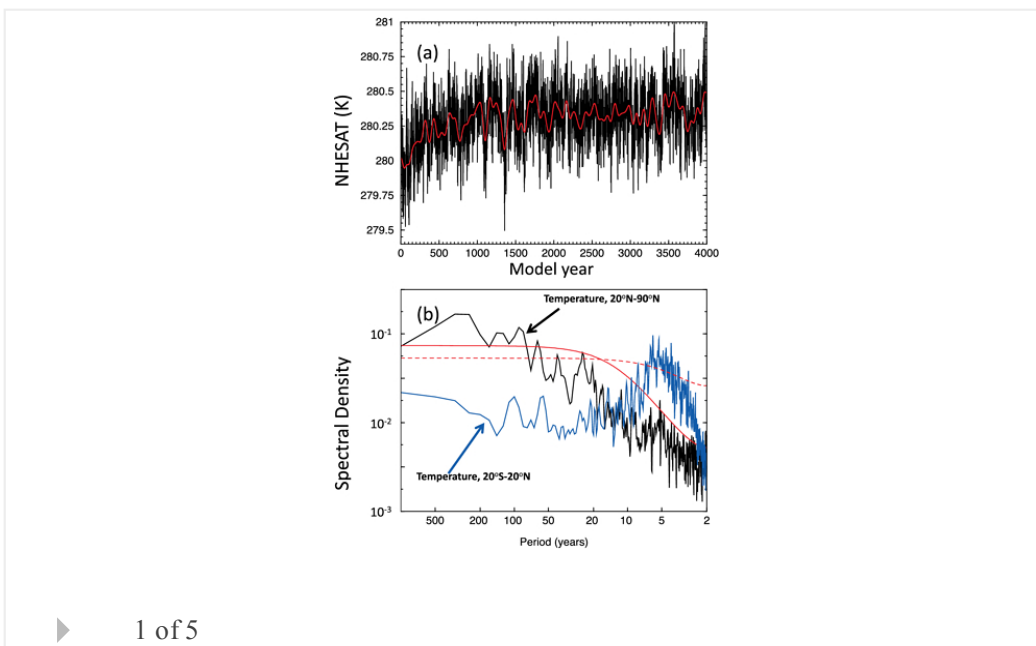 (a)
281
280.75
280.5
280.25
280
279.75
279.5
NHESAT (K)
0 500 1000 1500 2000 2500 3000 3500 4000
Model year
(b)
Temperature, 20°N-90°N
10-1
10-2
10-3
Spectral Density
Temperature, 20°S-20°N
500 200 100 50 20 10 5 2
Period (years)
1 of 5